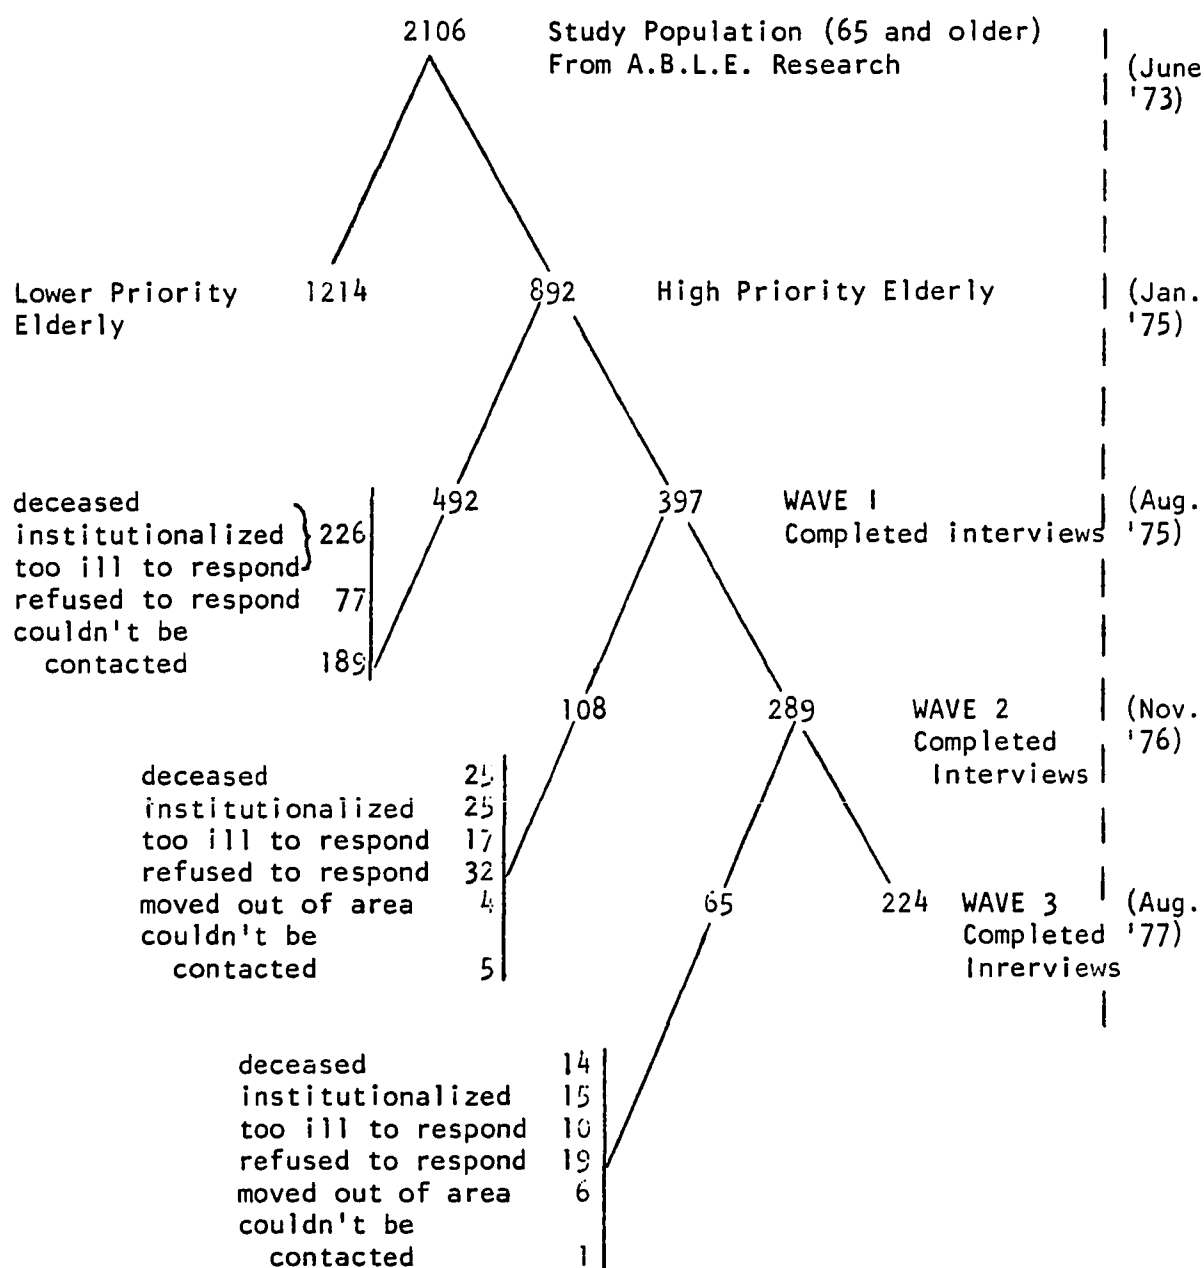 2106 Study Population (65 and older)
From A.B.L.E. Research
(June
'73)
Lower Priority 1214
Elderly
892 High Priority Elderly
(Jan.
'75)
492
deceased
institutionalized 226
too ill to respond
refused to respond 77
couldn't be
contacted 189
397 WAVE 1
Completed interviews
(Aug.
'75)
108
289 WAVE 2
Completed
Interviews
(Nov.
'76)
deceased 25
institutionalized 25
too ill to respond 17
refused to respond 32
moved out of area 4
couldn't be
contacted 5
65
224 WAVE 3
Completed
Inrerviews
(Aug.
'77)
deceased 14
institutionalized 15
too ill to respond 10
refused to respond 19
moved out of area 6
couldn't be
contacted 1